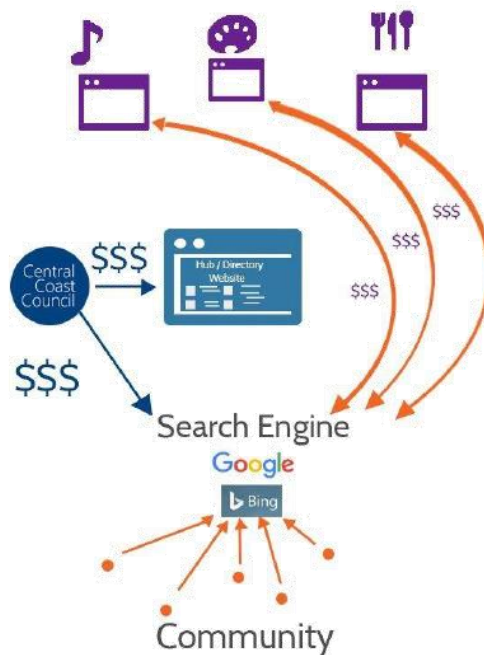 $$$
$$$
$$$
Central
Coast
Council
$$$
Hub / Directory
Website
$$$
Search Engine
Google
Bing
Community